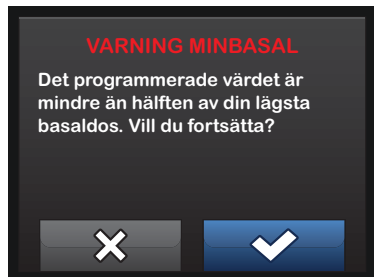 VARNING MINBASAL
Det programmerade värdet är
mindre än hälften av din lägsta
basaldos. Vill du fortsätta?